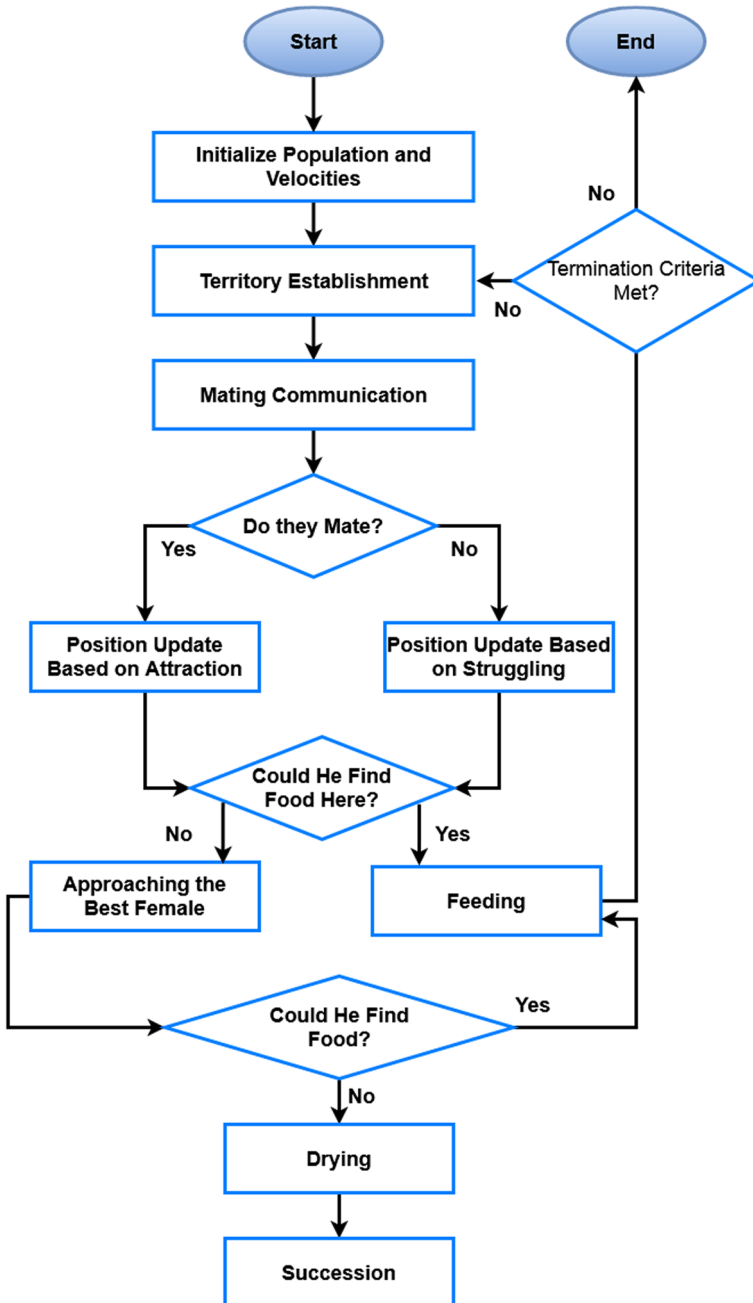 Start
End
Initialize Population and
Velocities
No
Territory Establishment
Termination Criteria
Met?
No
Mating Communication
Do they Mate?
Yes
No
Position Update
Based on Attraction
Position Update Based
on Struggling
Could He Find
Food Here?
No
Yes
Approaching the
Best Female
Feeding
Could He Find
Food?
Yes
No
Drying
Succession